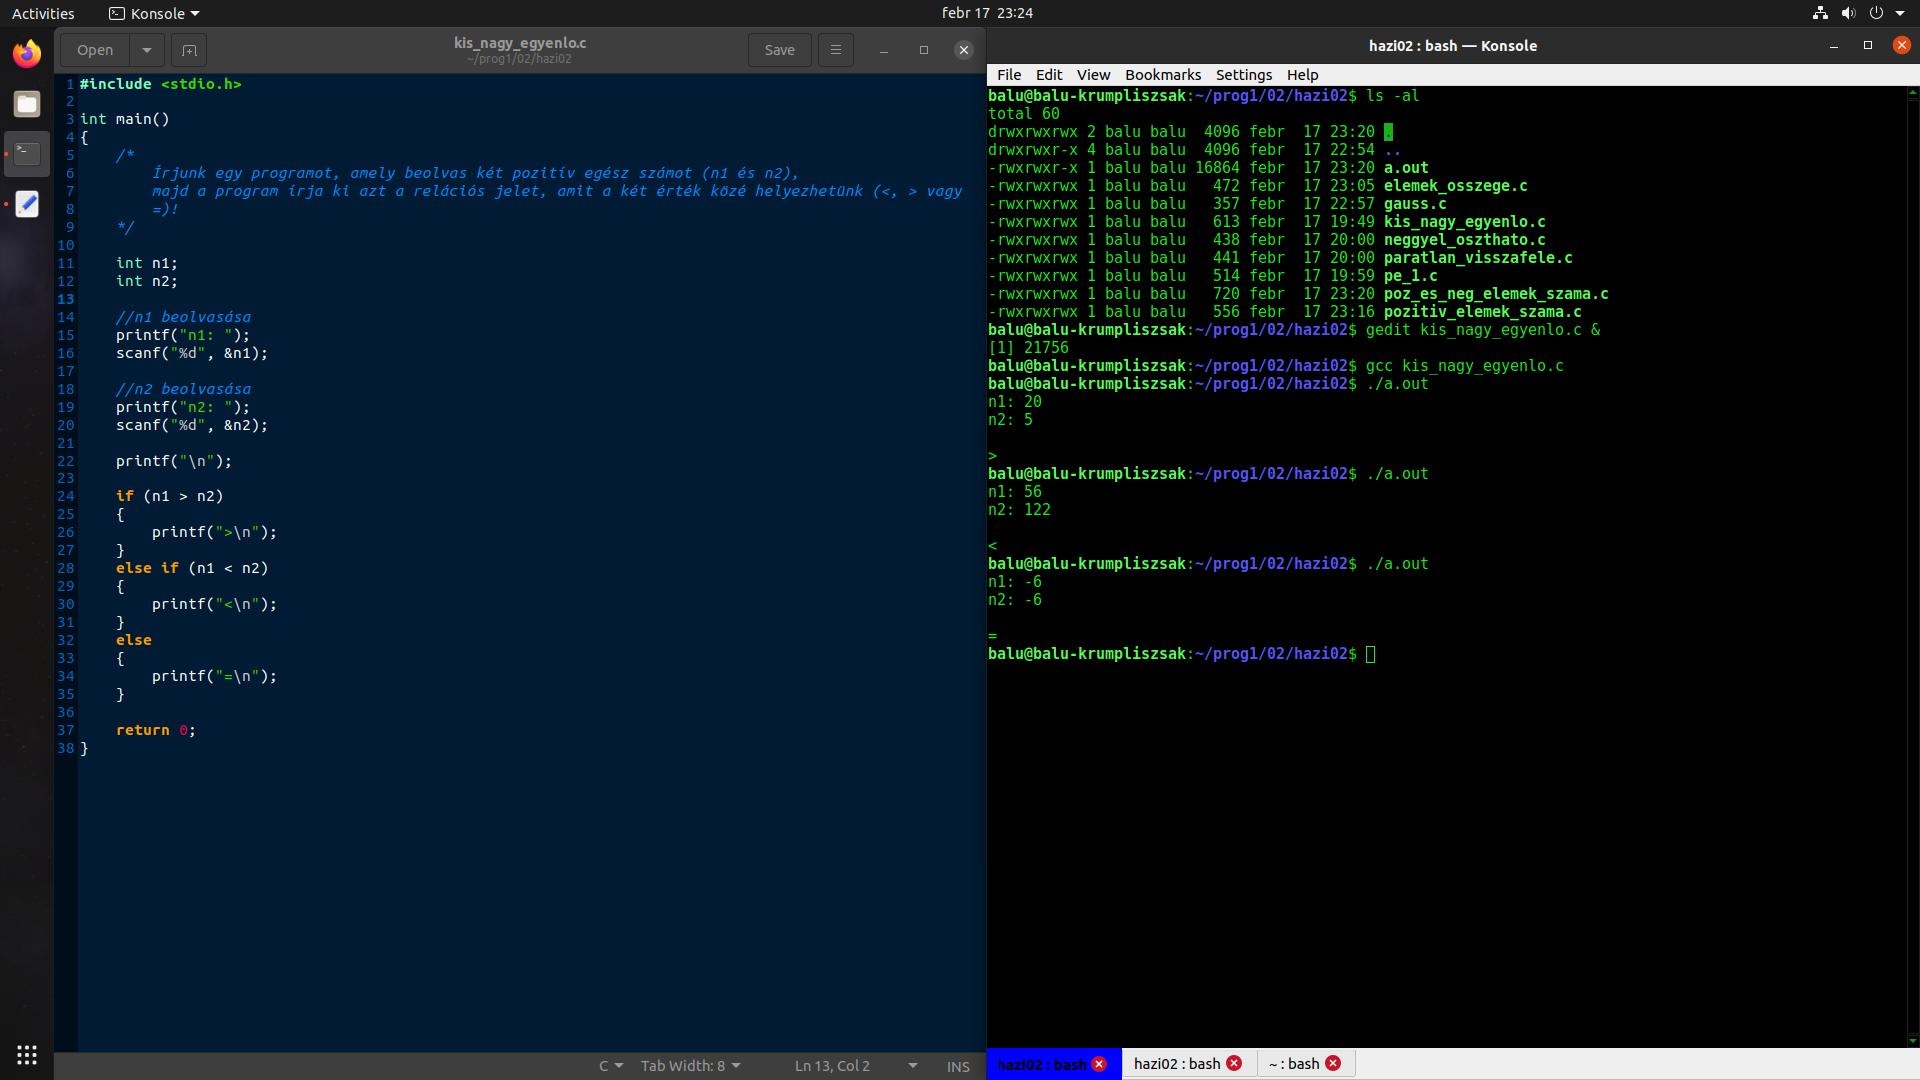 Activities
Konsole
febr 17 23:24
Open
kis_nagy_egyenlo.c
~/prog1/02/hazi02
Save
1 #include <stdio.h>
2
3 int main()
4 {
5 /*
6 Írjunk egy programot, amely beolvas két pozitív egész számot (n1 és n2),
7 majd a program írja ki azt a relációs jelet, amit a két érték közé helyezhetünk (<, > vagy
8 =)!
9 */
10
11 int n1;
12 int n2;
13
14 //n1 beolvasása
15 printf("n1: ");
16 scanf("%d", &n1);
17
18 //n2 beolvasása
19 printf("n2: ");
20 scanf("%d", &n2);
21
22 printf("\n");
23
24 if (n1 > n2)
25 {
26 printf(">\n");
27 }
28 else if (n1 < n2)
29 {
30 printf("<\n");
31 }
32 else
33 {
34 printf("=\n");
35 }
36
37 return 0;
38 }
C
Tab Width: 8
Ln 13, Col 2
INS
hazi02 : bash — Konsole
File Edit View Bookmarks Settings Help
balu@balu-krumpliszsak:~/prog1/02/hazi02$ ls -al
total 60
drwxrwxrwx 2 balu balu 4096 febr 17 23:20 .
drwxrwxr-x 4 balu balu 4096 febr 17 22:54 ..
-rwxrwxr-x 1 balu balu 16864 febr 17 23:20 a.out
-rwxrwxrwx 1 balu balu 472 febr 17 23:05 elemek_osszege.c
-rwxrwxrwx 1 balu balu 357 febr 17 22:57 gauss.c
-rwxrwxrwx 1 balu balu 613 febr 17 19:49 kis_nagy_egyenlo.c
-rwxrwxrwx 1 balu balu 438 febr 17 20:00 neggyel_oszthato.c
-rwxrwxrwx 1 balu balu 441 febr 17 20:00 paratlan_visszafele.c
-rwxrwxrwx 1 balu balu 514 febr 17 19:59 pe_1.c
-rwxrwxrwx 1 balu balu 720 febr 17 23:20 poz_es_neg_elemek_szama.c
-rwxrwxrwx 1 balu balu 556 febr 17 23:16 pozitiv_elemek_szama.c
balu@balu-krumpliszsak:~/prog1/02/hazi02$ gedit kis_nagy_egyenlo.c &
[1] 21756
balu@balu-krumpliszsak:~/prog1/02/hazi02$ gcc kis_nagy_egyenlo.c
balu@balu-krumpliszsak:~/prog1/02/hazi02$ ./a.out
n1: 20
n2: 5
>
balu@balu-krumpliszsak:~/prog1/02/hazi02$ ./a.out
n1: 56
n2: 122
<
balu@balu-krumpliszsak:~/prog1/02/hazi02$ ./a.out
n1: -6
n2: -6
=
balu@balu-krumpliszsak:~/prog1/02/hazi02$
hazi02 : bash
hazi02 : bash
~ : bash